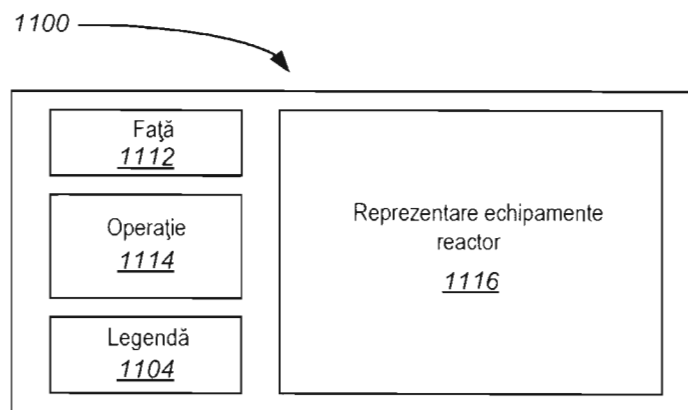 1100
Faţă
1112
Operaţie
1114
Legendă
1104
Reprezentare echipamente
reactor
1116